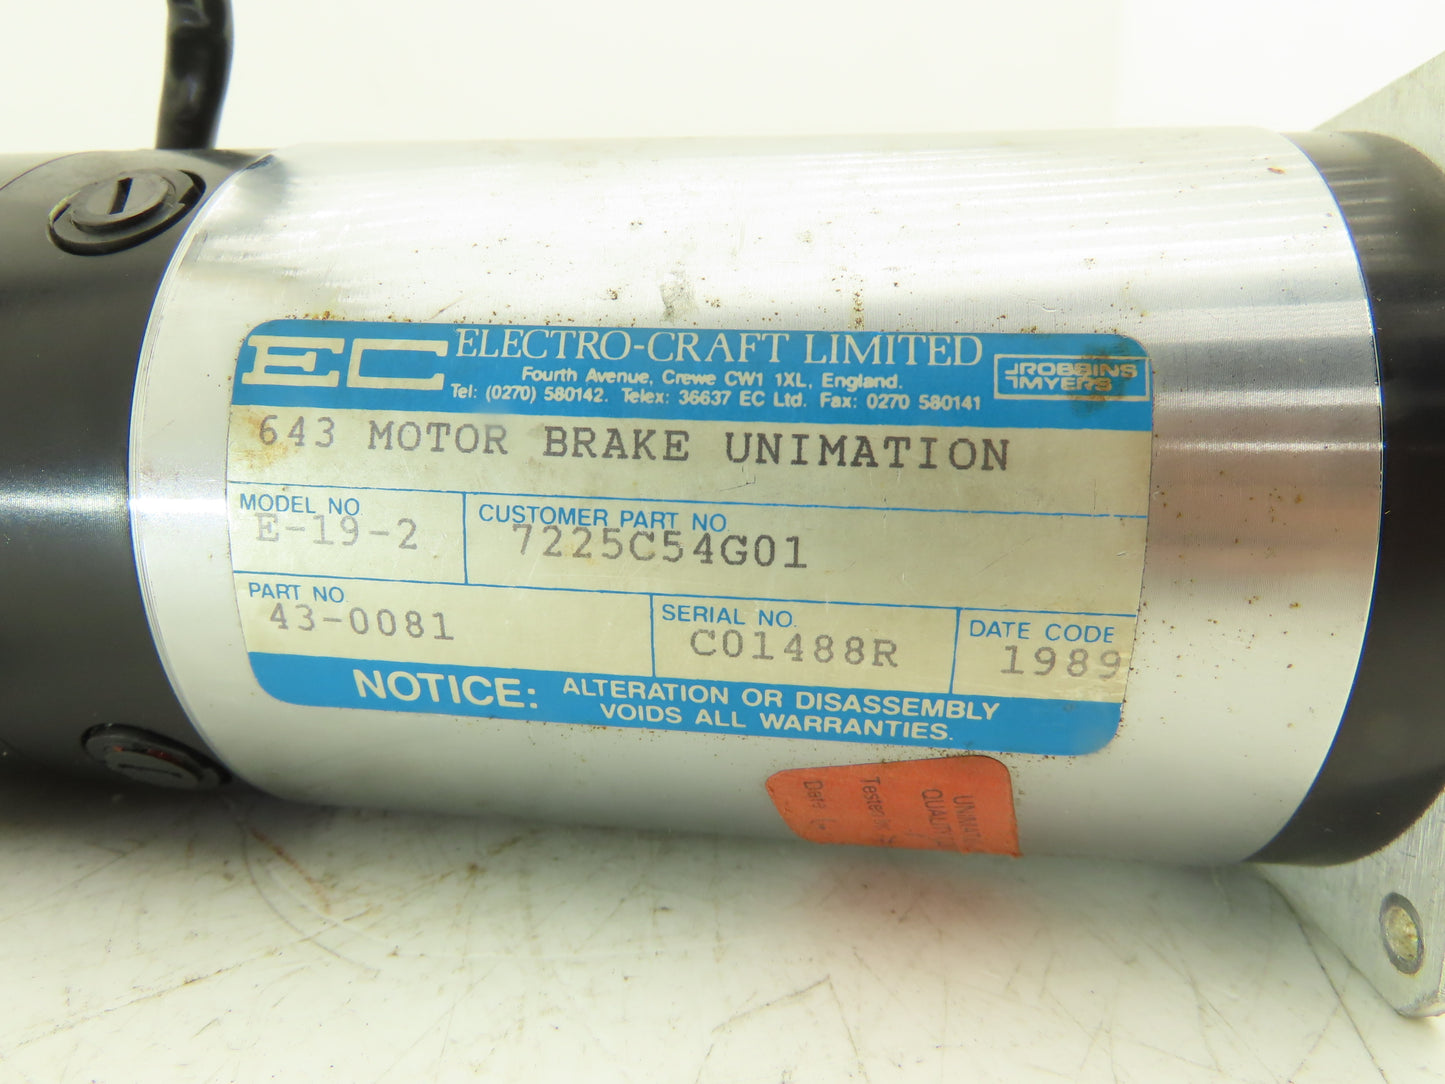 EC ELECTRO-CRAFT LIMITED
Fourth Avenue, Crewe CW1 1XL, England.
Tel: (0270) 580142. Telex: 36637 EC Ltd. Fax: 0270 580141
ROBBINS
MYERS
643 MOTOR BRAKE UNIMATION
MODEL NO
E-19-2
CUSTOMER PART NO
7225C54G01
PART NO.
43-0081
SERIAL NO.
C01488R
DATE CODE
1989
NOTICE: ALTERATION OR DISASSEMBLY
VOIDS ALL WARRANTIES.